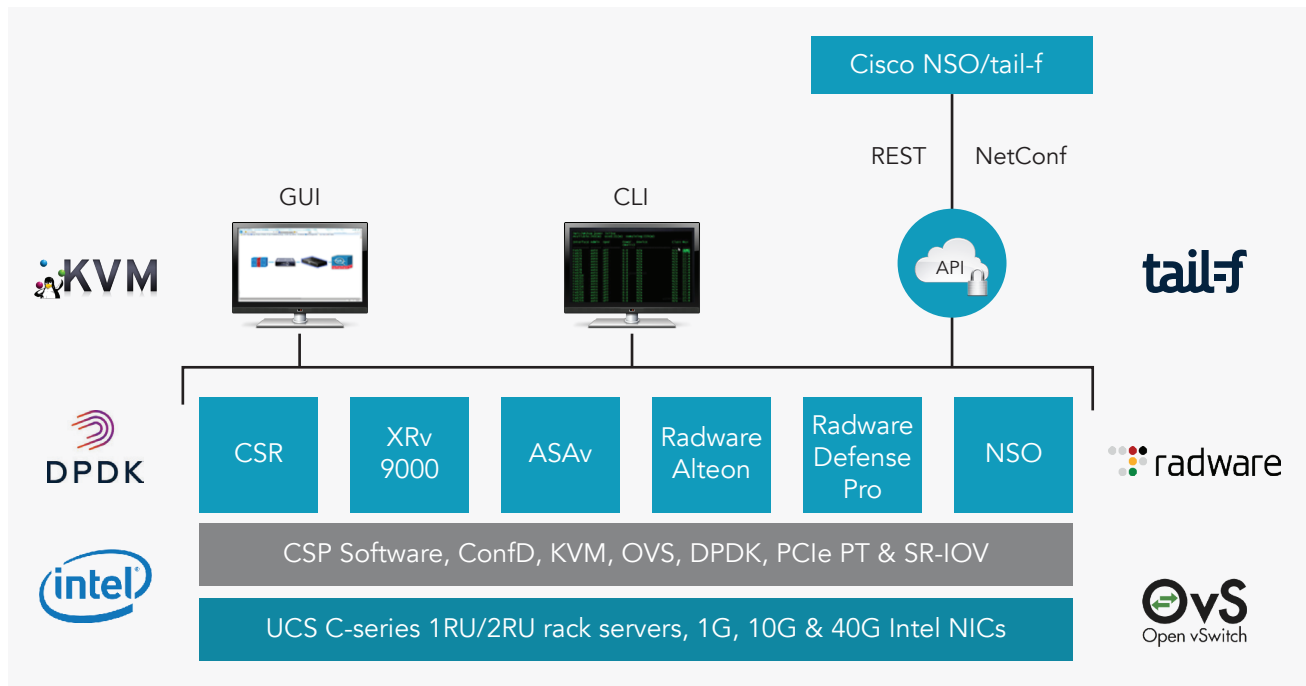 Cisco NSO/tail-f
REST
NetConf
GUI
CLI
KVM
API
tail-f
DPDK
CSR
XRv
9000
ASAv
Radware
Alteon
Radware
Defense
Pro
NSO
radware
CSP Software, ConfD, KVM, OVS, DPDK, PCIe PT & SR-IOV
intel
UCS C-series 1RU/2RU rack servers, 1G, 10G & 40G Intel NICs
OvS
Open vSwitch